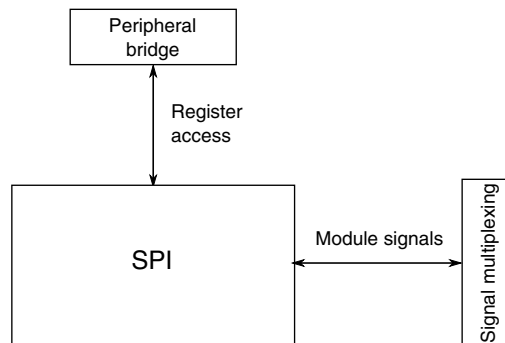 Peripheral
bridge
Register
access
SPI
Module signals
Signal multiplexing